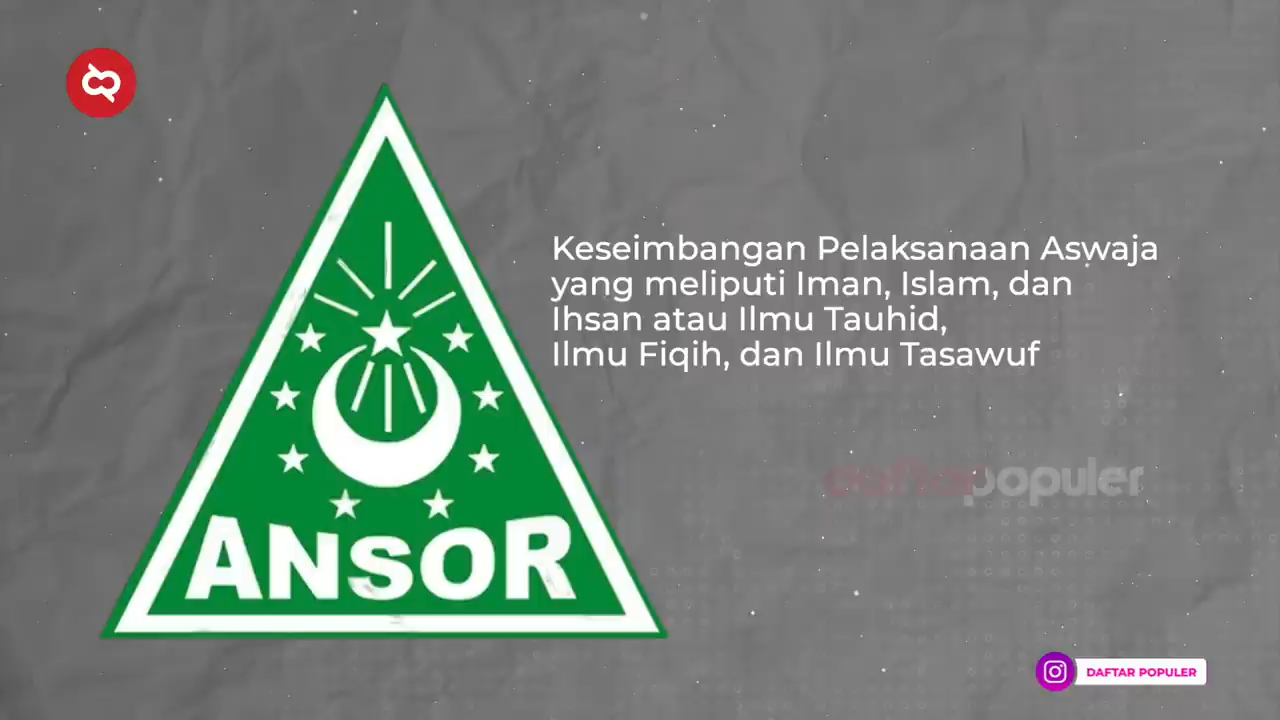 Keseimbangan Pelaksanaan Aswaja
yang meliputi Iman, Islam, dan
Ihsan atau Ilmu Tauhid,
Ilmu Fiqih, dan Ilmu Tasawuf
daftarpopuler
ANSOR
DAFTAR POPULER